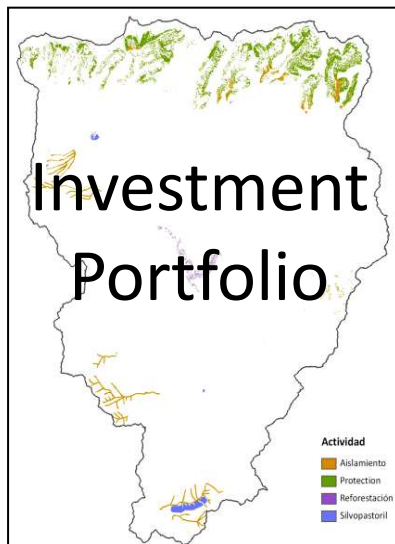 Investment
Portfolio
Actividad
Aislamiento
Protection
Reforestación
Silvopastoril